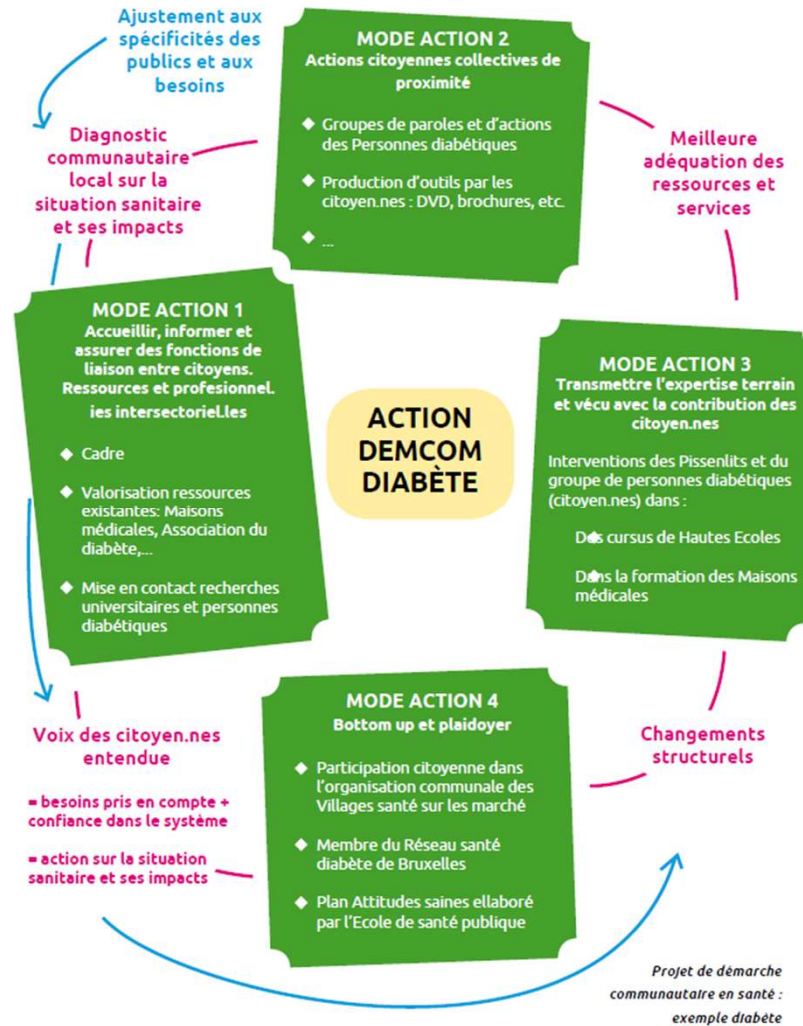 Ajustement aux
spécificités des
publics et aux
besoins
MODE ACTION 2
Actions citoyennes collectives de
proximité
◆ Groupes de paroles et d'actions
des Personnes diabétiques
◆ Production d'outils par les
citoyen.nes : DVD, brochures, etc.
◆ ...
Diagnostic
communautaire
local sur la
situation sanitaire
et ses impacts
Meilleure
adéquation des
ressources et
services
MODE ACTION 1
Accueillir, informer et
assurer des fonctions de
liaison entre citoyens.
Ressources et profesionnel.
ies intersectoriel.les
◆ Cadre
◆ Valorisation ressources
existantes: Maisons
médicales, Association du
diabète,...
◆ Mise en contact recherches
universitaires et personnes
diabétiques
ACTION
DEMCOM
DIABÈTE
MODE ACTION 3
Transmettre l'expertise terrain
et vécu avec la contribution des
citoyen.nes
Interventions des Pissenlits et du
groupe de personnes diabétiques
(citoyen.nes) dans :
◆ Des cursus de Hautes Ecoles
◆ Dans la formation des Maisons
médicales
MODE ACTION 4
Bottom up et plaidoyer
◆ Participation citoyenne dans
l'organisation communale des
Villages santé sur les marché
◆ Membre du Réseau santé
diabète de Bruxelles
◆ Plan Attitudes saines ellaboré
par l'Ecole de santé publique
Voix des citoyen.nes
entendue
= besoins pris en compte +
confiance dans le système
= action sur la situation
sanitaire et ses impacts
Changements
structurels
Projet de démarche
communautaire en santé :
exemple diabète